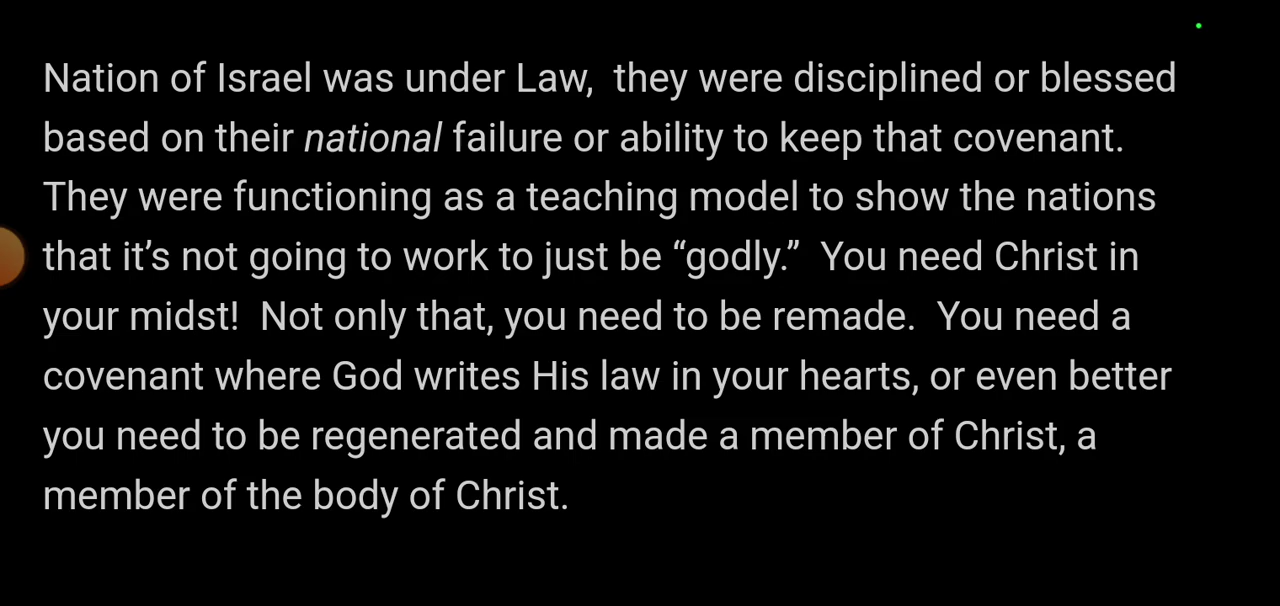 Nation of Israel was under Law,  they were disciplined or blessed
based on their national failure or ability to keep that covenant.
They were functioning as a teaching model to show the nations
that it’s not going to work to just be “godly.”  You need Christ in
your midst!  Not only that, you need to be remade.  You need a
covenant where God writes His law in your hearts, or even better
you need to be regenerated and made a member of Christ, a
member of the body of Christ.